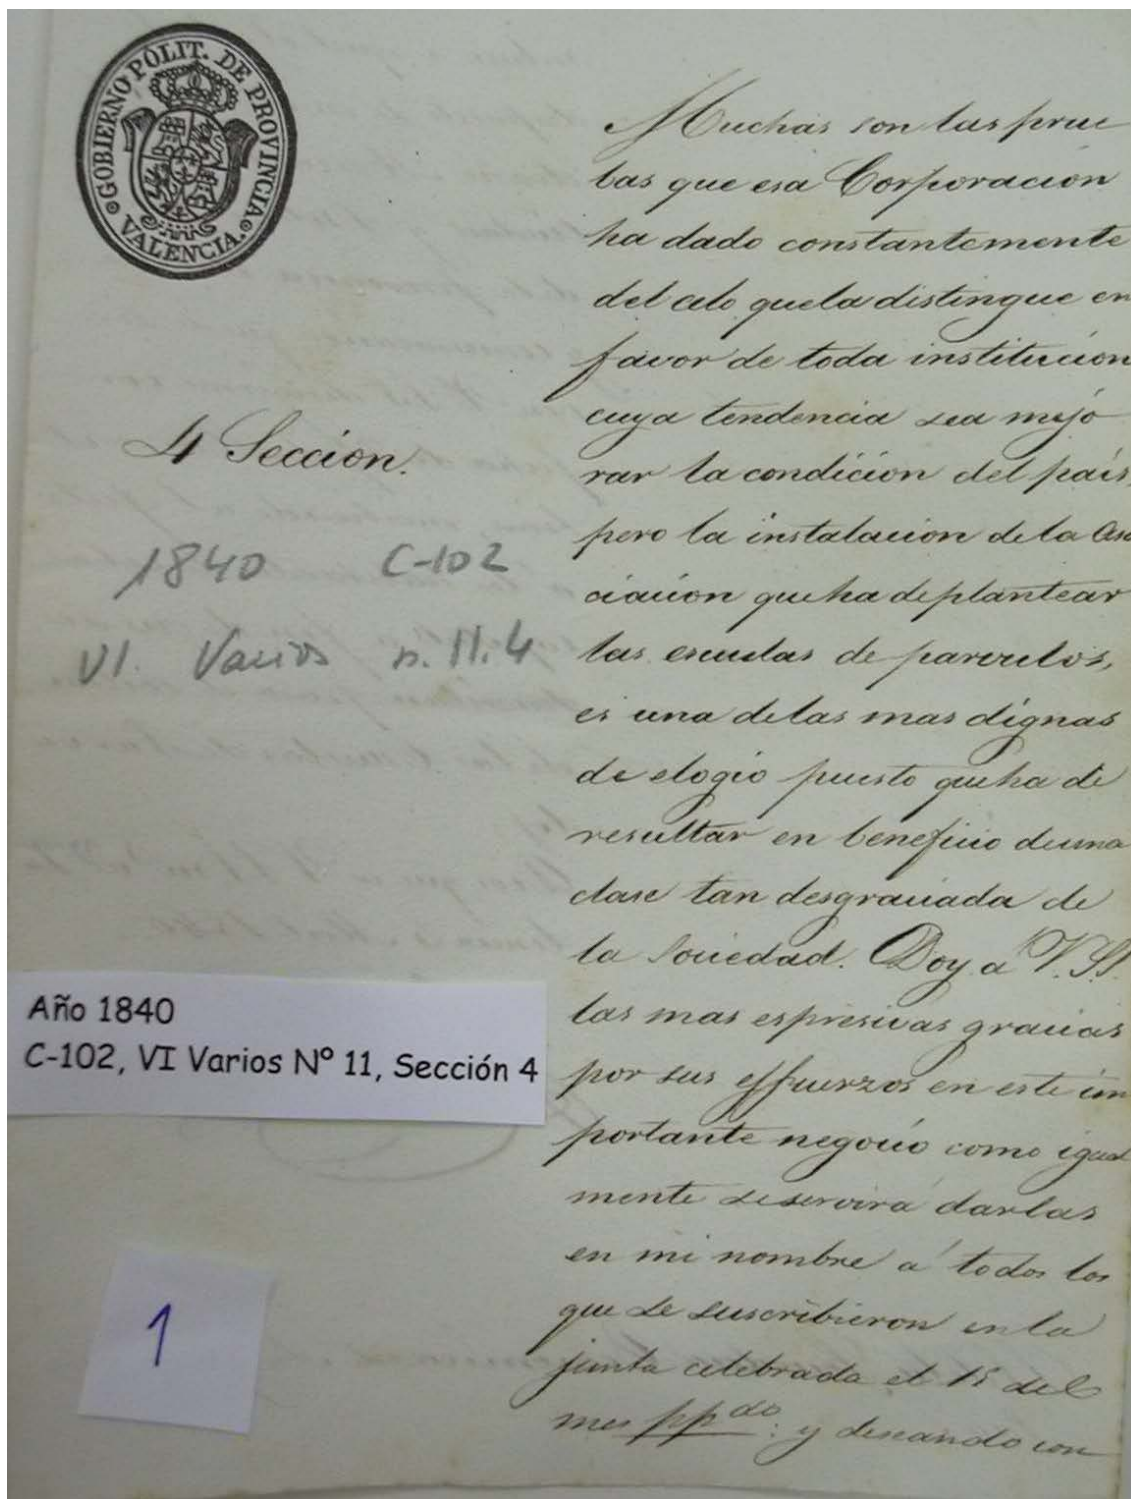 GOBIERNO POLIT. DE PROVINCIA.
VALENCIA.
4 Seccion.
1840 C-102
VI. Varios n. 11.4
Año 1840
C-102, VI Varios Nº 11, Sección 4
1
Muchas son las prue
bas que esa Corporacion
ha dado constantemente
del celo que la distingue en
favor de toda institucion
cuya tendencia sea mejo
rar la condicion del país,
pero la instalacion de la Aso
ciacion que ha de plantear
las escuelas de parvulos,
es una de las mas dignas
de elogio puesto que ha de
resultar en beneficio de una
clase tan desgraciada de
la Sociedad. Doy á V. SS.
las mas espresivas gracias
por sus esfuerzos en este im
portante negocio como igual
mente se servirá darlas
en mi nombre á todos los
que se suscribieron en la
junta celebrada el 15 del
mes pp.do y deseando con